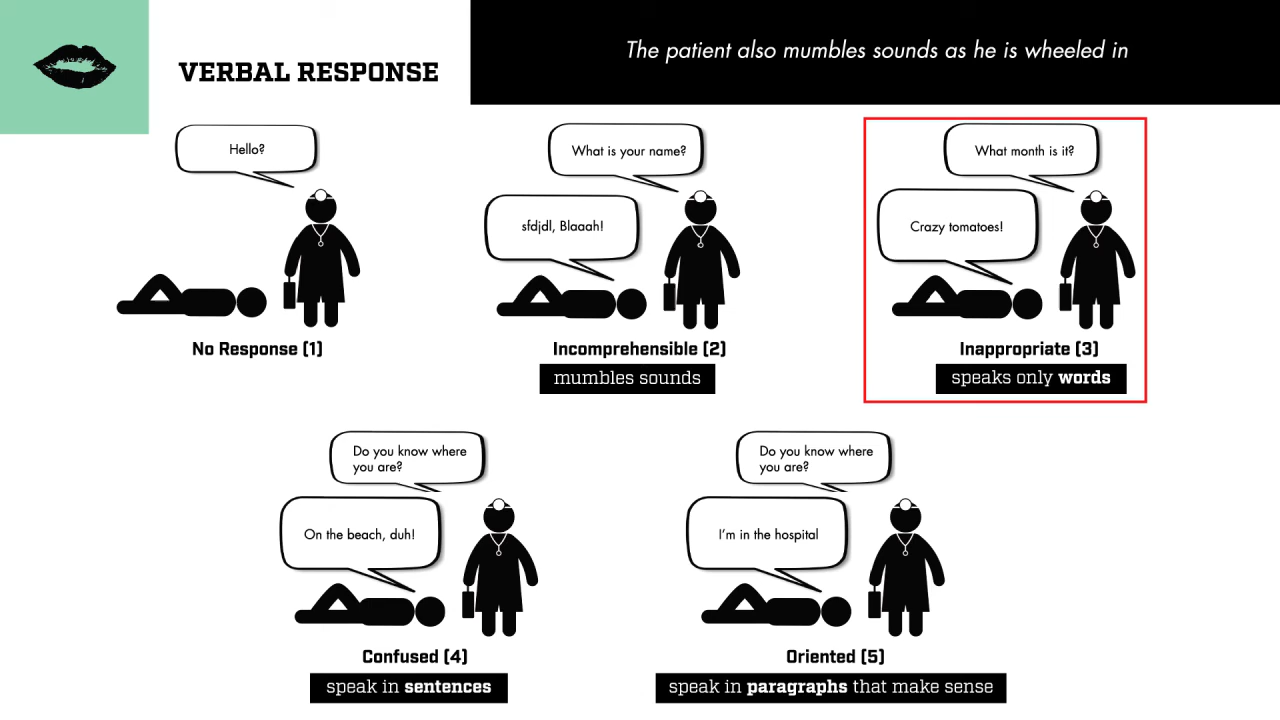 The patient also mumbles sounds as he is wheeled in
VERBAL RESPONSE
Hello?
No Response (1)
What is your name?
sfdjdl, Blaaah!
Incomprehensible (2)
mumbles sounds
What month is it?
Crazy tomatoes!
Inappropriate (3)
speaks only words
Do you know where
you are?
On the beach, duh!
Confused (4)
speak in sentences
Do you know where
you are?
I'm in the hospital
Oriented (5)
speak in paragraphs that make sense